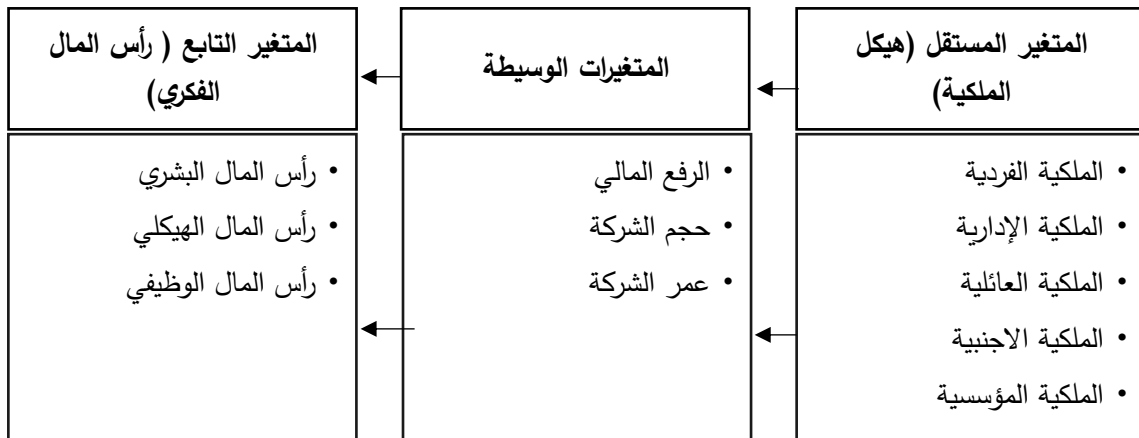 المتغير المستقل (هيكل
الملكية)
المتغيرات الوسيطة
المتغير التابع ( رأس المال
الفكري)
• الملكية الفردية
• الملكية الإدارية
• الملكية العائلية
• الملكية الاجنبية
• الملكية المؤسسية
• الرفع المالي
• حجم الشركة
• عمر الشركة
• رأس المال البشري
• رأس المال الهيكلي
• رأس المال الوظيفي